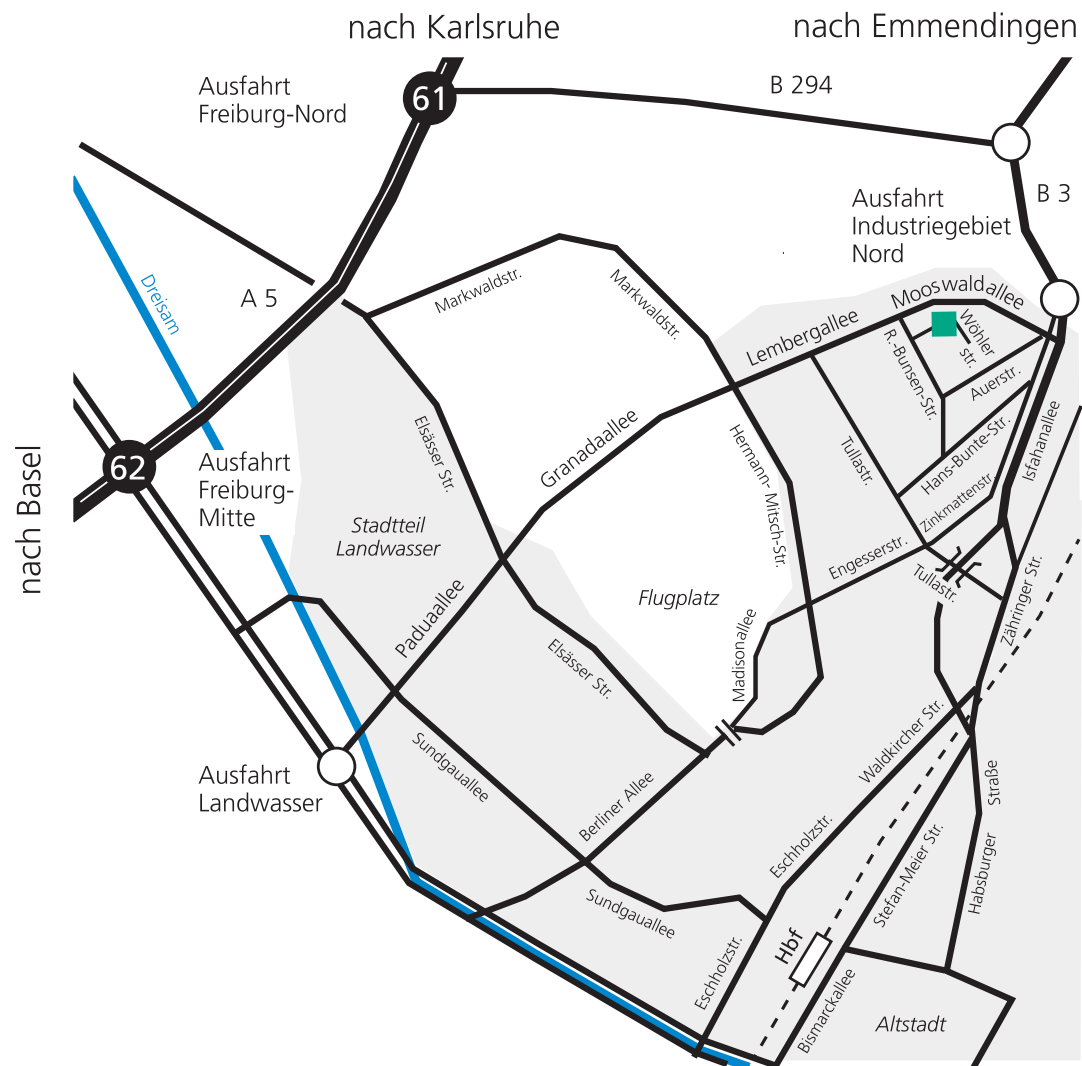 nach Karlsruhe
nach Emmendingen
Ausfahrt
Freiburg-Nord
61
B 294
B 3
Ausfahrt
Industriegebiet
Nord
A 5
Dreisam
Markwaldstr.
Markwaldstr.
Mooswaldallee
Lembergallee
Wöhler
str.
R.-Bunsen-Str.
Auerstr.
Isfahanallee
Elsässer Str.
Granadaallee
Hermann- Mitsch-Str.
Tullastr.
Hans-Bunte-Str.
Zinkmattenstr.
nach Basel
62
Ausfahrt
Freiburg-
Mitte
Stadtteil
Landwasser
Engesserstr.
Tullastr.
Zähringer Str.
Flugplatz
Paduaallee
Madisonallee
Elsässer Str.
Waldkircher Str.
Ausfahrt
Landwasser
Sundgauallee
Berliner Allee
Eschholzstr.
Straße
Habsburger
Stefan-Meier Str.
Sundgauallee
Eschholzstr.
Hbf
Bismarckallee
Altstadt